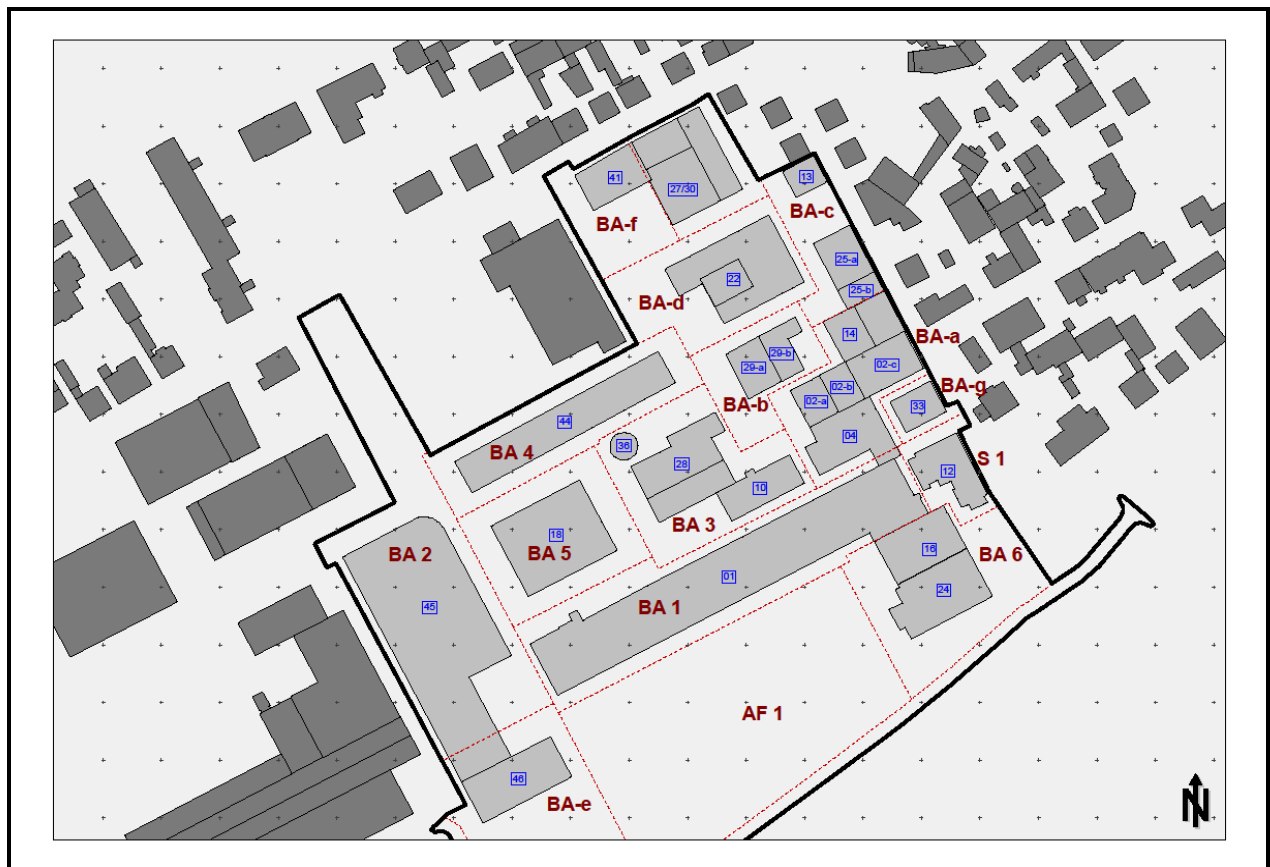 13
41
27/30
BA-c
BA-f
25-a
22
25-b
BA-d
14
BA-a
29-b
02-c
29-a
02-b
BA-g
02-a
BA-b
33
44
04
36
BA 4
S 1
28
12
10
BA 3
18
BA 5
BA 2
16
BA 6
01
24
45
BA 1
AF 1
46
BA-e
N